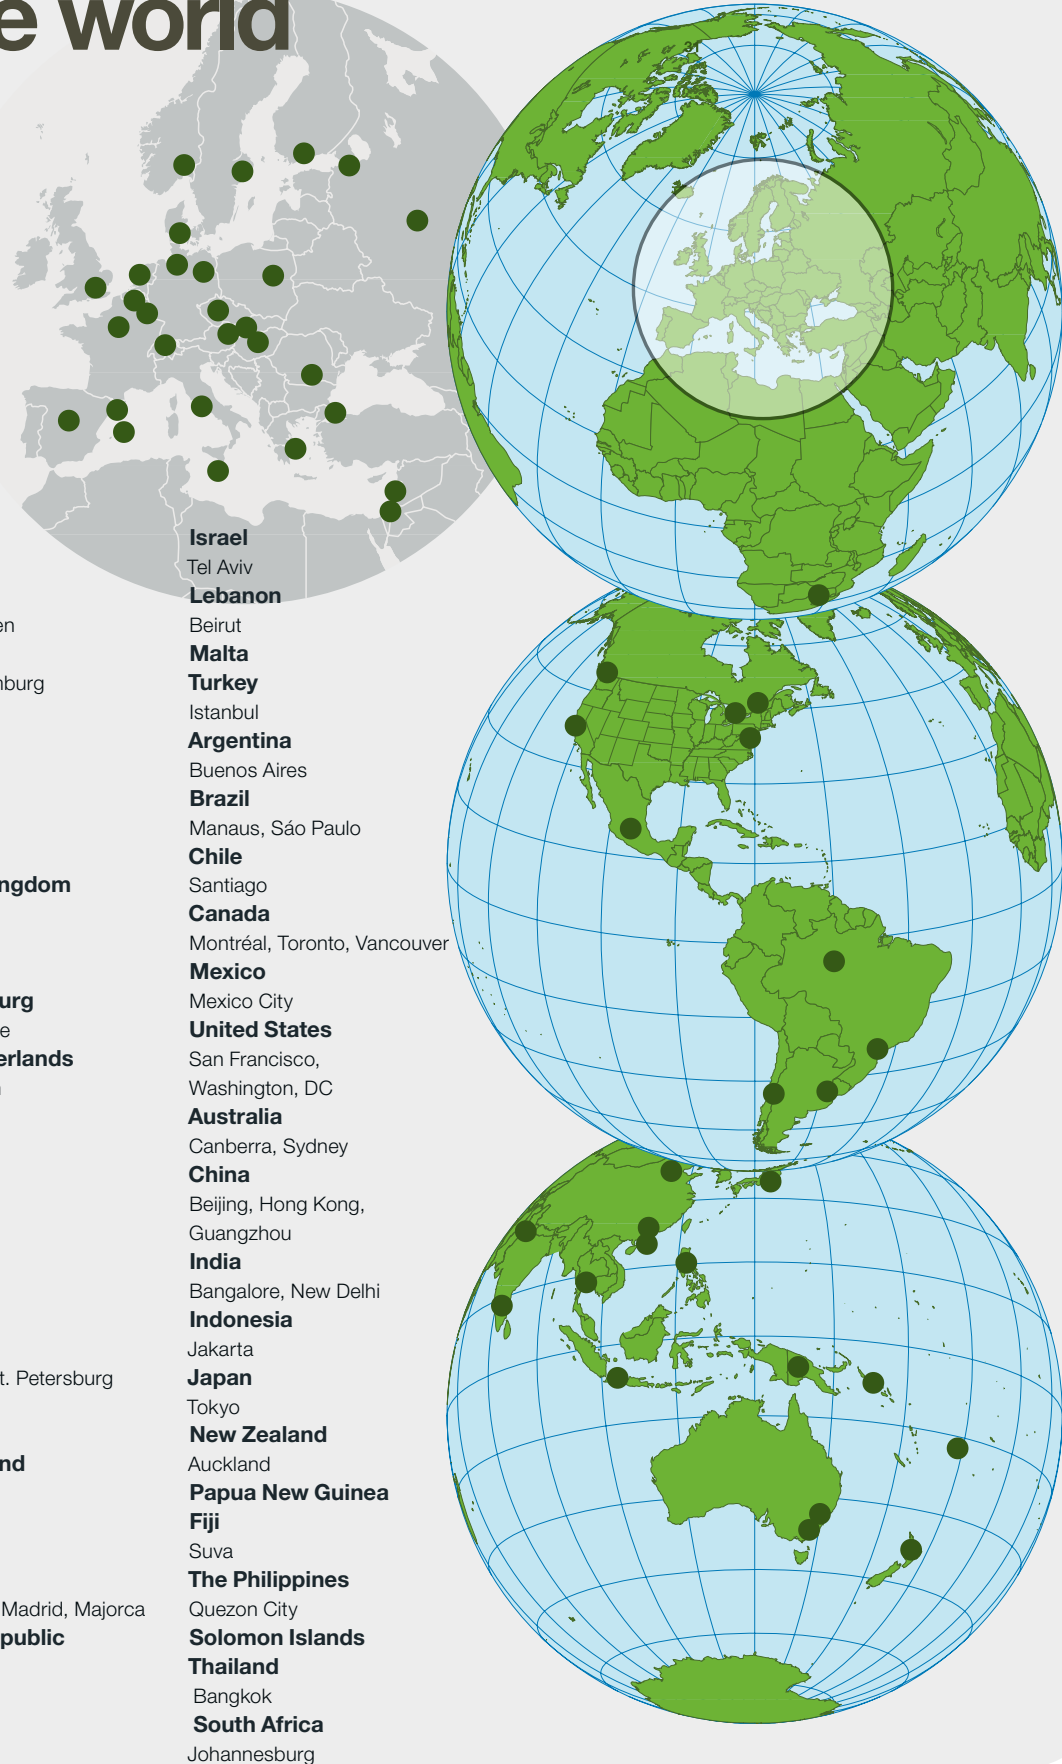 e world
31
en
nburg
ngdom
urg
e
erlands
t. Petersburg
nd
Madrid, Majorca
public
Israel
Tel Aviv
Lebanon
Beirut
Malta
Turkey
Istanbul
Argentina
Buenos Aires
Brazil
Manaus, Sáo Paulo
Chile
Santiago
Canada
Montréal, Toronto, Vancouver
Mexico
Mexico City
United States
San Francisco,
Washington, DC
Australia
Canberra, Sydney
China
Beijing, Hong Kong,
Guangzhou
India
Bangalore, New Delhi
Indonesia
Jakarta
Japan
Tokyo
New Zealand
Auckland
Papua New Guinea
Fiji
Suva
The Philippines
Quezon City
Solomon Islands
Thailand
Bangkok
South Africa
Johannesburg